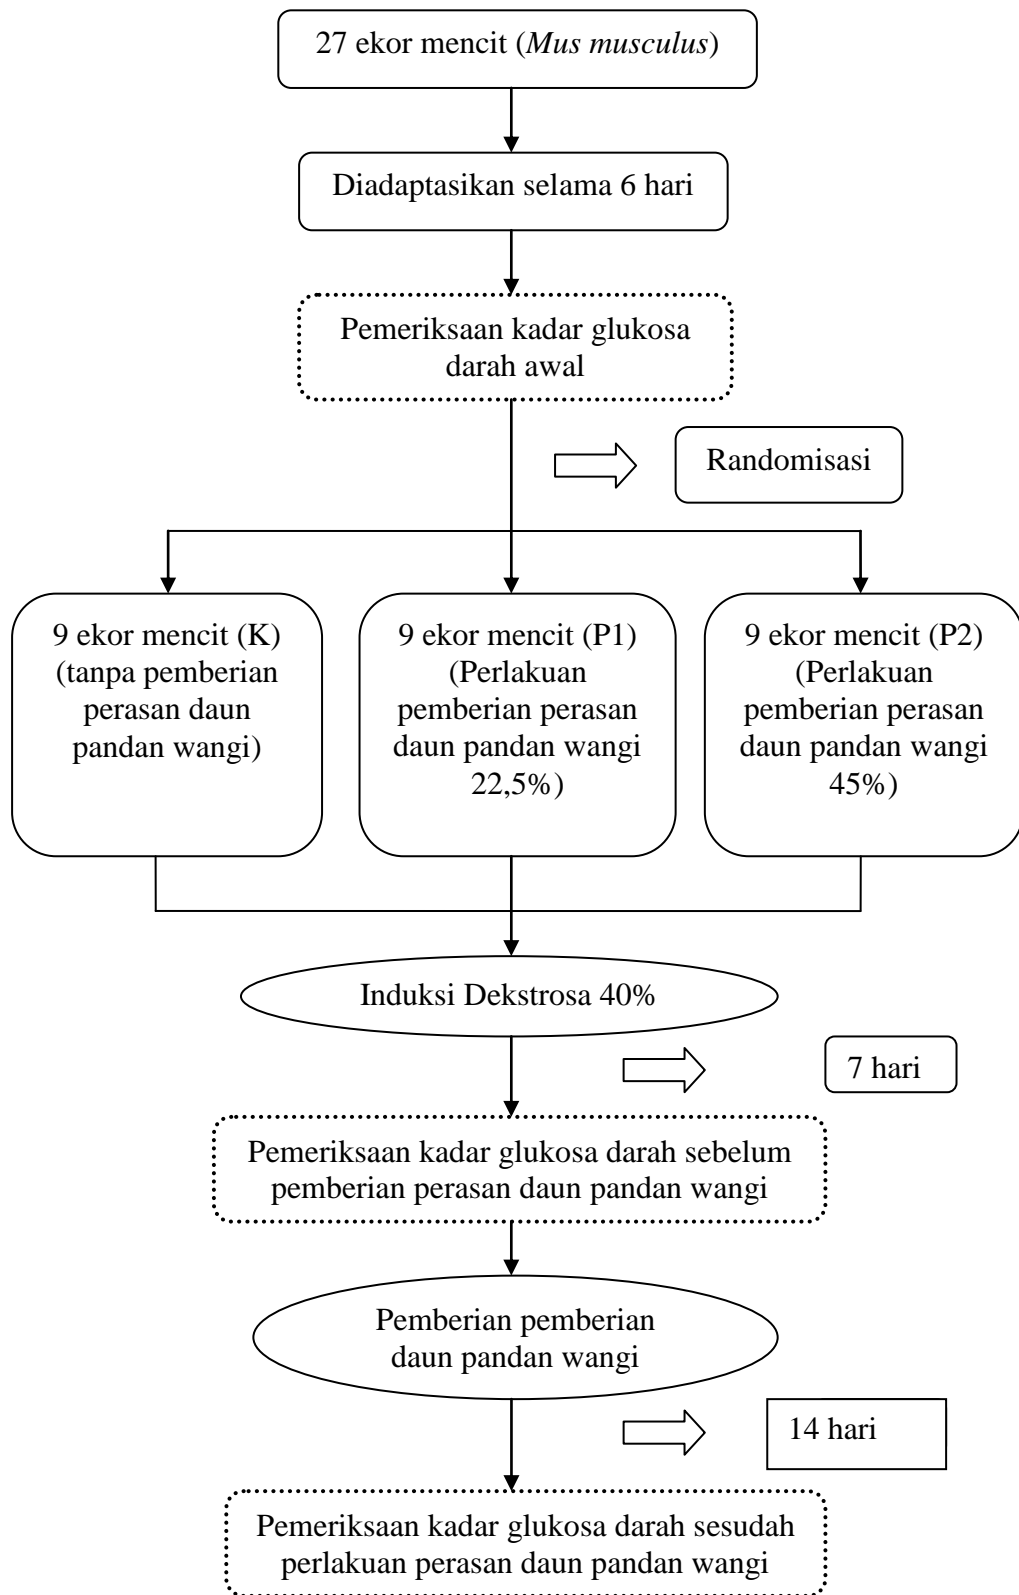 27 ekor mencit (Mus musculus)
Diadaptasikan selama 6 hari
Pemeriksaan kadar glukosa
darah awal
Randomisasi
9 ekor mencit (K)
(tanpa pemberian
perasan daun
pandan wangi)
9 ekor mencit (P1)
(Perlakuan
pemberian perasan
daun pandan wangi
22,5%)
9 ekor mencit (P2)
(Perlakuan
pemberian perasan
daun pandan wangi
45%)
Induksi Dekstrosa 40%
7 hari
Pemeriksaan kadar glukosa darah sebelum
pemberian perasan daun pandan wangi
Pemberian pemberian
daun pandan wangi
14 hari
Pemeriksaan kadar glukosa darah sesudah
perlakuan perasan daun pandan wangi